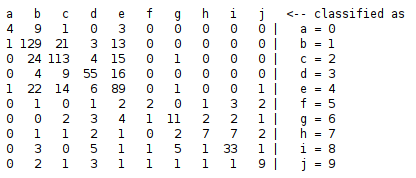 a b c d e f g h i j <-- classified as
4 9 1 0 3 0 0 0 0 0 | a = 0
1 129 21 3 13 0 0 0 0 0 | b = 1
0 24 113 4 15 0 1 0 0 0 | c = 2
0 4 9 55 16 0 0 0 0 0 | d = 3
1 22 14 6 89 0 1 0 0 1 | e = 4
0 1 0 1 2 2 0 1 3 2 | f = 5
0 0 2 3 4 1 11 2 2 1 | g = 6
0 1 1 2 1 0 2 7 7 2 | h = 7
0 3 0 5 1 1 5 1 33 1 | i = 8
0 2 1 3 1 1 1 1 1 9 | j = 9